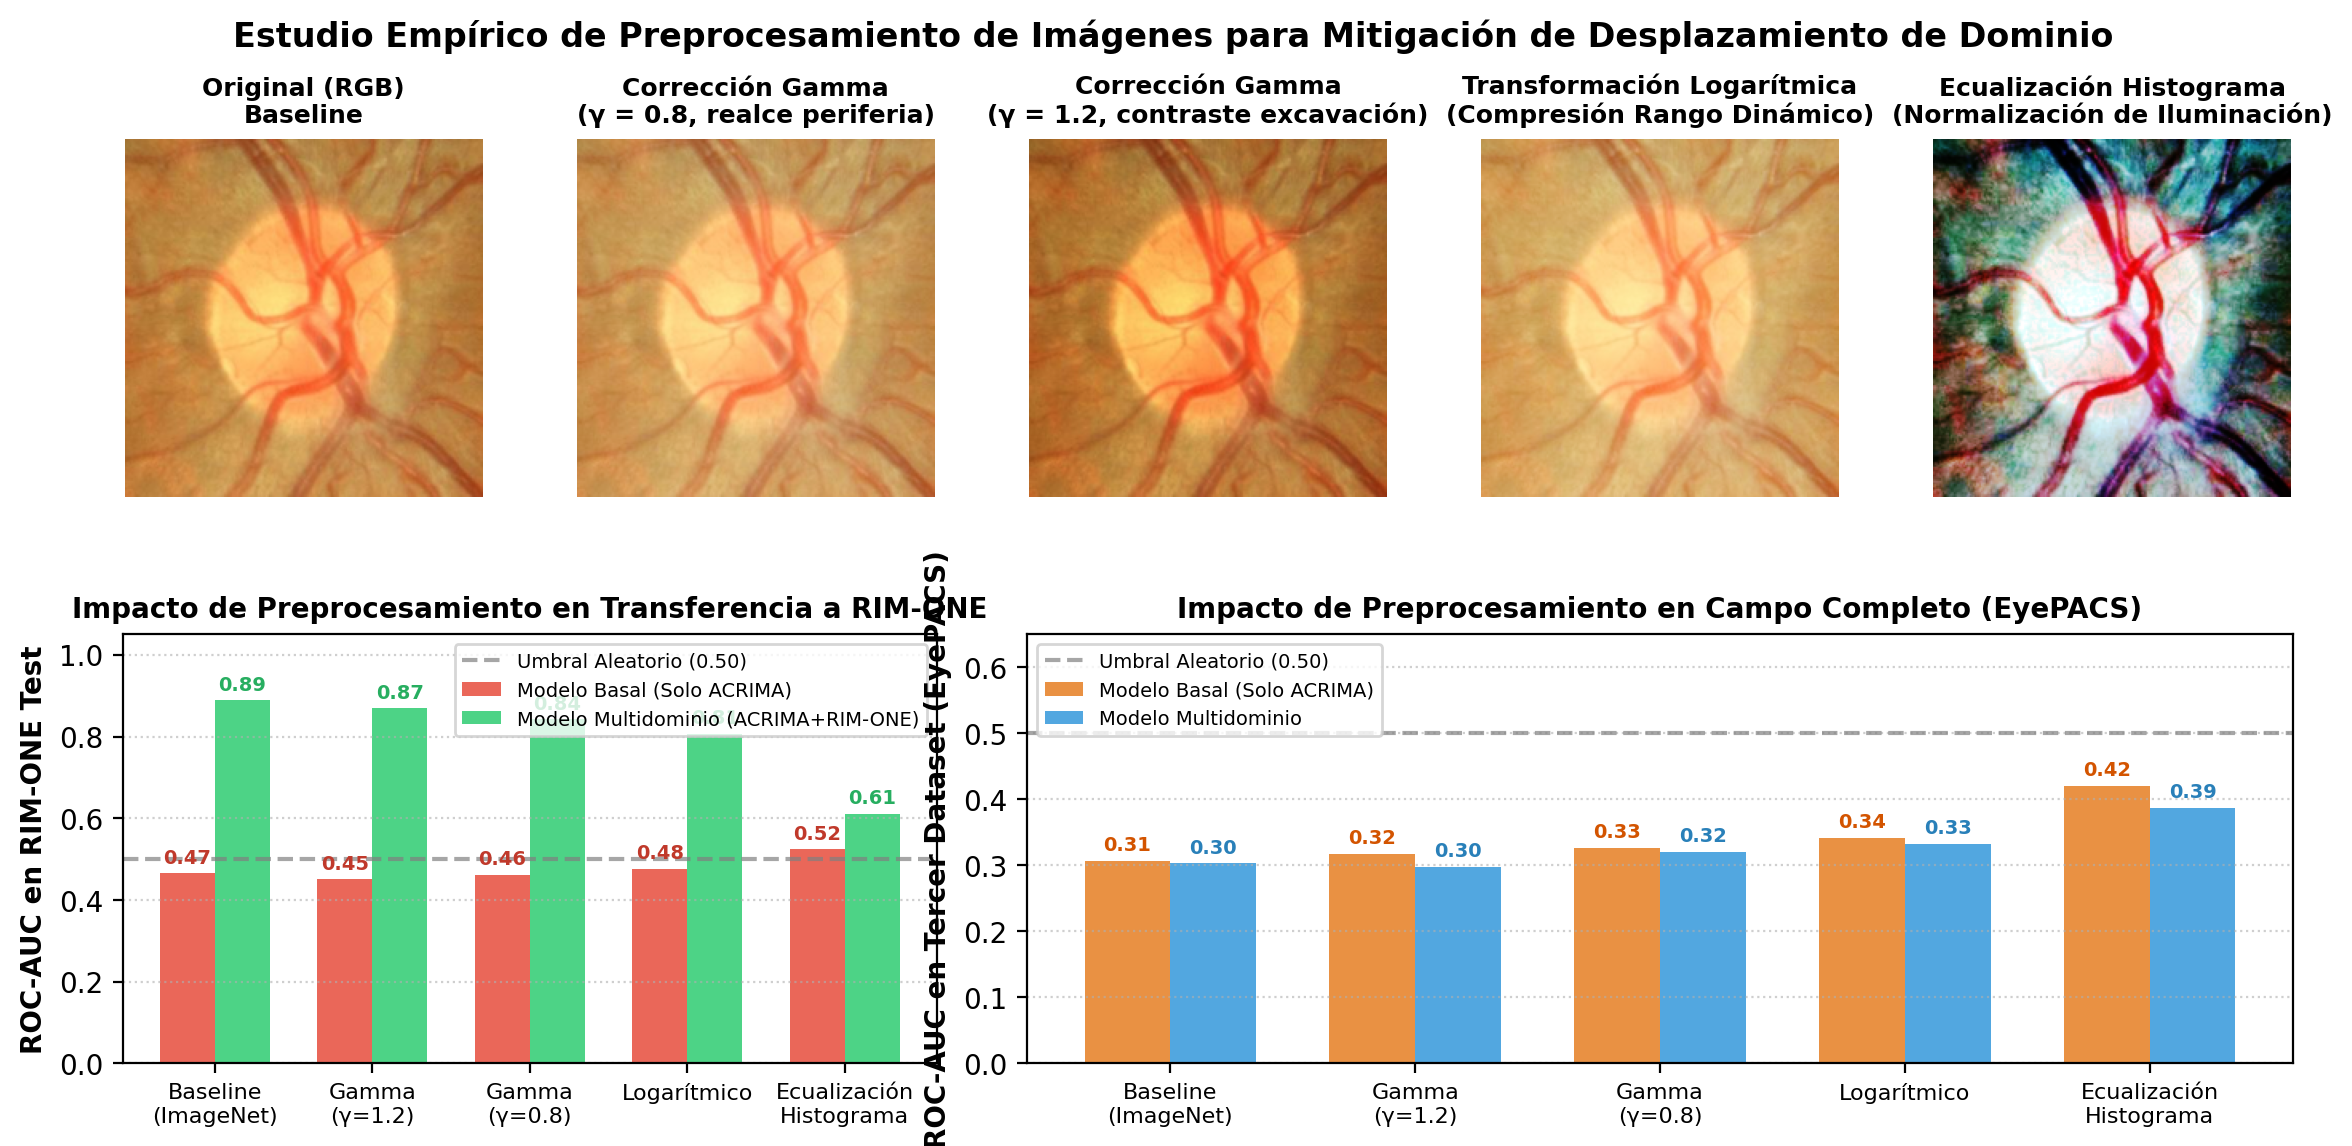 Estudio Empírico de Preprocesamiento de Imágenes para Mitigación de Desplazamiento de Dominio
Original (RGB)
Baseline
Corrección Gamma
(γ = 0.8, realce periferia)
Corrección Gamma
(γ = 1.2, contraste excavación)
Transformación Logarítmica
(Compresión Rango Dinámico)
Ecualización Histograma
(Normalización de Iluminación)
Impacto de Preprocesamiento en Transferencia a RIM-ONE
ROC-AUC en RIM-ONE Test
1.0
0.8
0.6
0.4
0.2
0.0
Umbral Aleatorio (0.50)
Modelo Basal (Solo ACRIMA)
Modelo Multidominio (ACRIMA+RIM-ONE)
0.47
0.89
0.45
0.87
0.46
0.84
0.48
0.52
0.61
Baseline
(ImageNet)
Gamma
(γ=1.2)
Gamma
(γ=0.8)
Logarítmico
Ecualización
Histograma
Impacto de Preprocesamiento en Campo Completo (EyePACS)
ROC-AUC en Tercer Dataset (EyePACS)
0.6
0.5
0.4
0.3
0.2
0.1
0.0
Umbral Aleatorio (0.50)
Modelo Basal (Solo ACRIMA)
Modelo Multidominio
0.31
0.30
0.32
0.30
0.33
0.32
0.34
0.33
0.42
0.39
Baseline
(ImageNet)
Gamma
(γ=1.2)
Gamma
(γ=0.8)
Logarítmico
Ecualización
Histograma